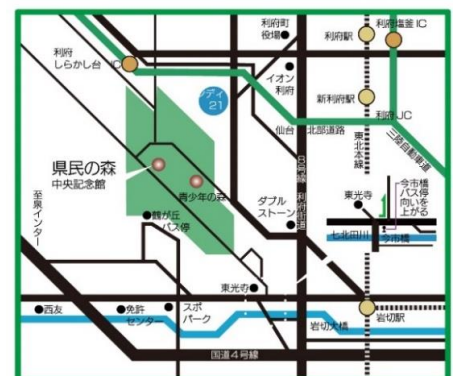 利府町
役場
利府駅
利府塩釜 IC
利府
しらかし台 IC
イオン
利府
ディ
21
新利府駅
利府JC
仙台北部道路
三陸自動車道
東北本線
県民の森
中央記念館
青少年の森
8号線 利府街道
今市橋
バス停
向いを
上がる
東光寺
至泉インター
鶴が丘
バス停
ダブル
ストーン
七北田川
今市橋
東光寺
西友
免許
センター
スポ
パーク
岩切駅
岩切大橋
国道4号線